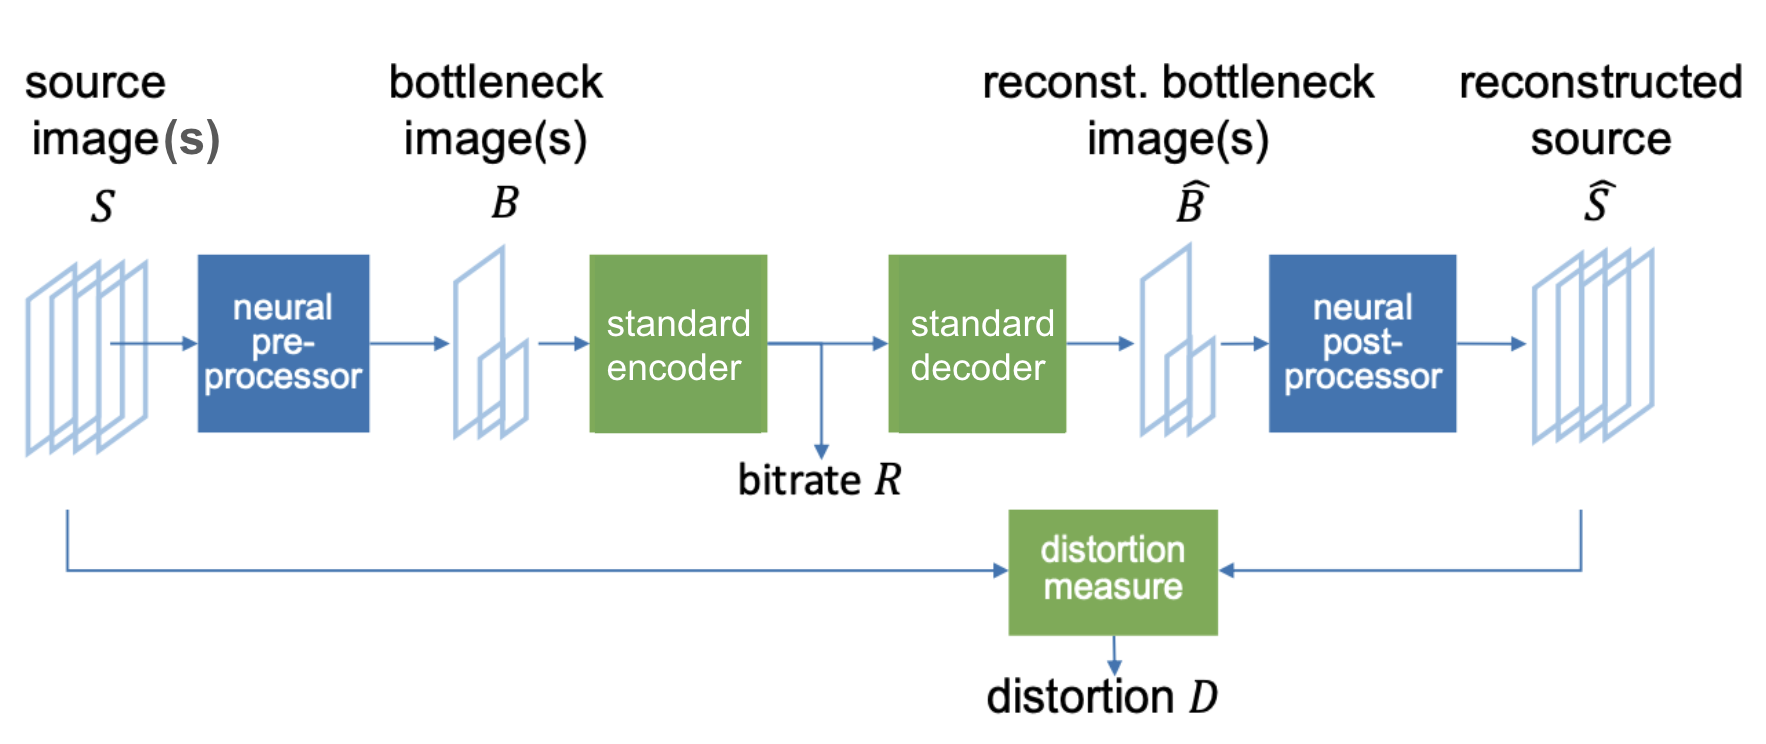 source
image(s)
S
bottleneck
image(s)
B
reconst. bottleneck
image(s)
B̂
reconstructed
source
Ŝ
neural
pre-
processor
standard
encoder
standard
decoder
neural
post-
processor
bitrate R
distortion
measure
distortion D